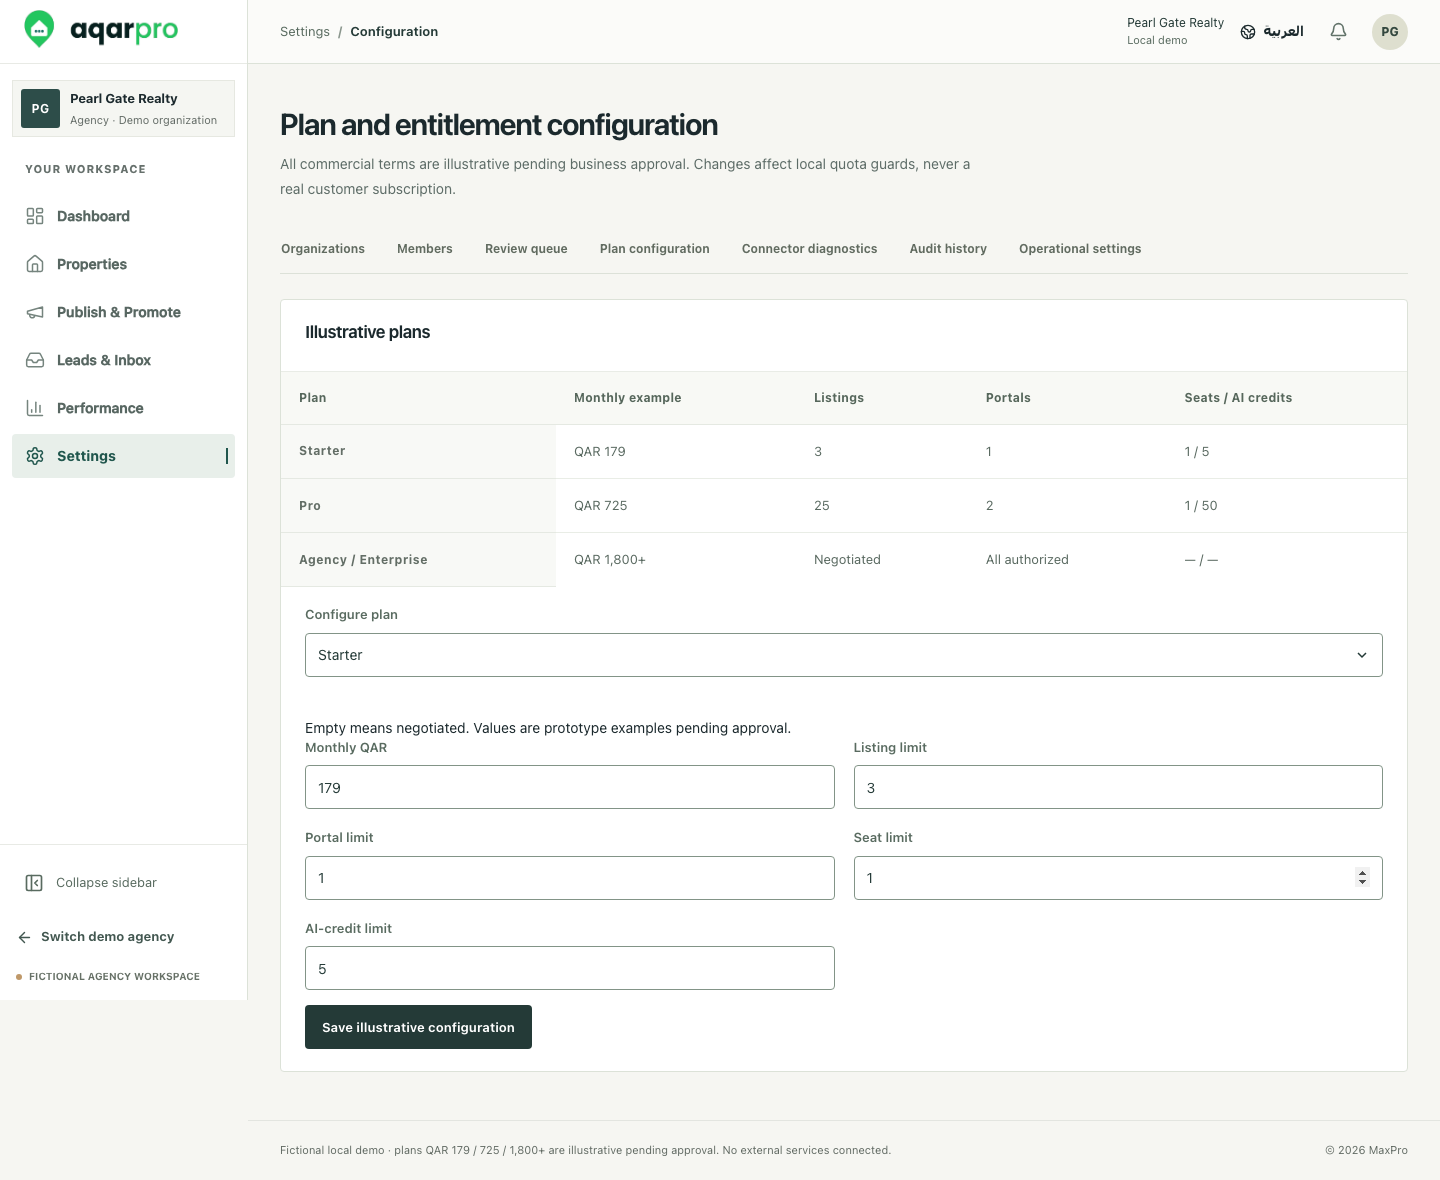 aqarpro
Settings / Configuration
Pearl Gate Realty
Local demo
العربية
PG
PG
Pearl Gate Realty
Agency · Demo organization
YOUR WORKSPACE
Dashboard
Properties
Publish & Promote
Leads & Inbox
Performance
Settings
Collapse sidebar
Switch demo agency
FICTIONAL AGENCY WORKSPACE
Plan and entitlement configuration
All commercial terms are illustrative pending business approval. Changes affect local quota guards, never a
real customer subscription.
Organizations Members Review queue Plan configuration Connector diagnostics Audit history Operational settings
Illustrative plans
Plan Monthly example Listings Portals Seats / AI credits
Starter QAR 179 3 1 1 / 5
Pro QAR 725 25 2 1 / 50
Agency / Enterprise QAR 1,800+ Negotiated All authorized — / —
Configure plan
Starter
Empty means negotiated. Values are prototype examples pending approval.
Monthly QAR Listing limit
179 3
Portal limit Seat limit
1 1
AI-credit limit
5
Save illustrative configuration
Fictional local demo · plans QAR 179 / 725 / 1,800+ are illustrative pending approval. No external services connected.
© 2026 MaxPro